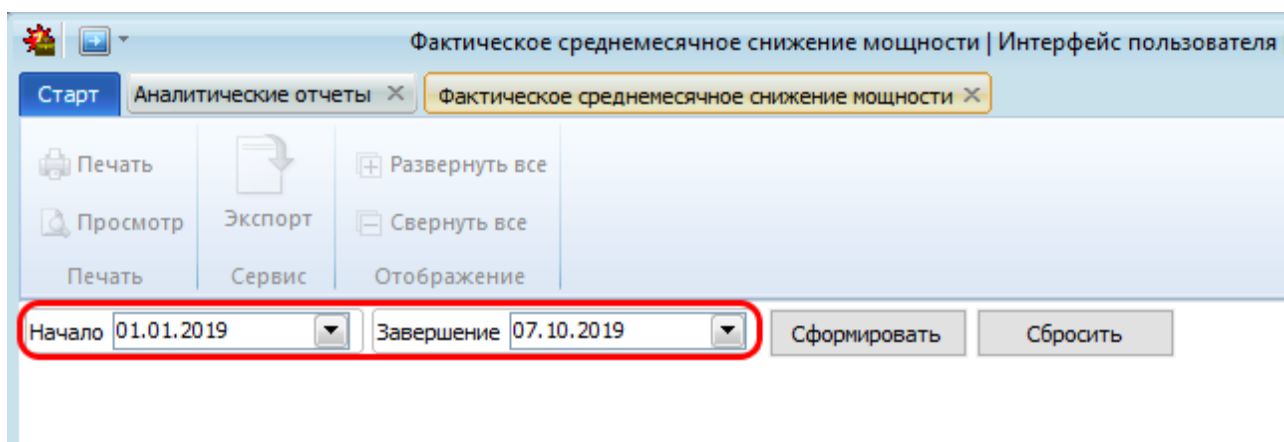 Фактическое среднемесячное снижение мощности | Интерфейс пользователя
Старт Аналитические отчеты Фактическое среднемесячное снижение мощности
Печать Развернуть все
Просмотр Экспорт Свернуть все
Печать Сервис Отображение
Начало 01.01.2019 Завершение 07.10.2019 Сформировать Сбросить